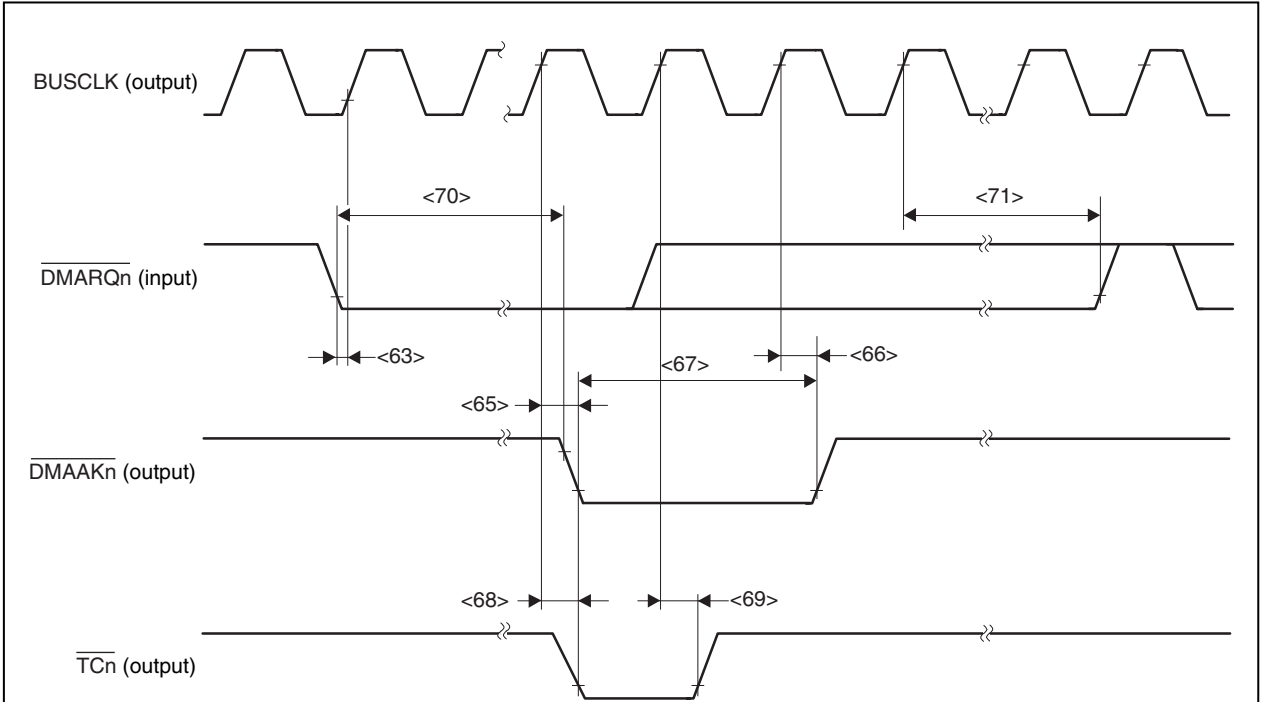 BUSCLK (output)
<70>
<71>
DMARQn (input)
<63>
<66>
<67>
<65>
DMAAKn (output)
<68>
<69>
TCn (output)